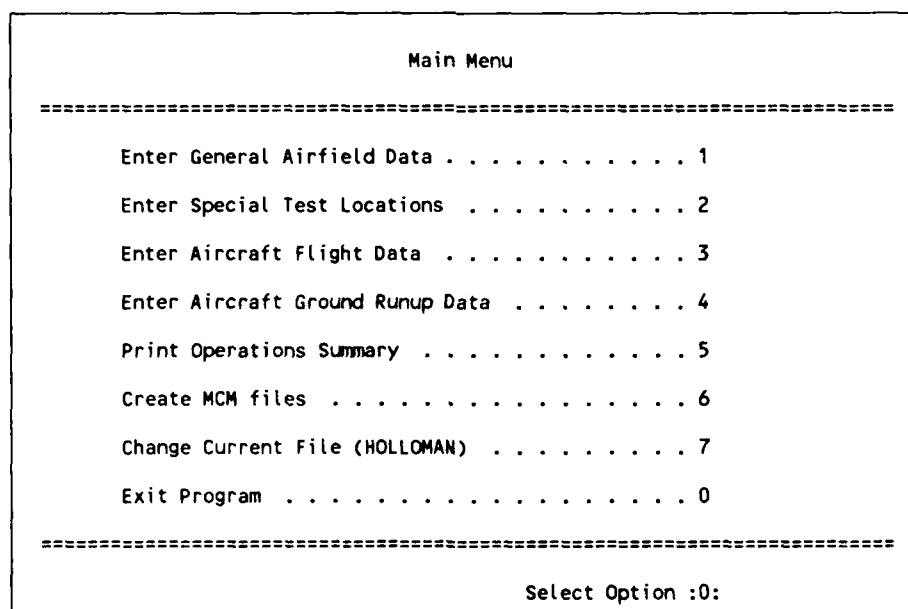 Main Menu
==========================================================================
Enter General Airfield Data . . . . . . . . . . . 1
Enter Special Test Locations . . . . . . . . . . 2
Enter Aircraft Flight Data . . . . . . . . . . . 3
Enter Aircraft Ground Runup Data . . . . . . . . 4
Print Operations Summary . . . . . . . . . . . . 5
Create MCM files . . . . . . . . . . . . . . . . 6
Change Current File (HOLLOMAN) . . . . . . . . . 7
Exit Program . . . . . . . . . . . . . . . . . . 0
==========================================================================
Select Option :0: